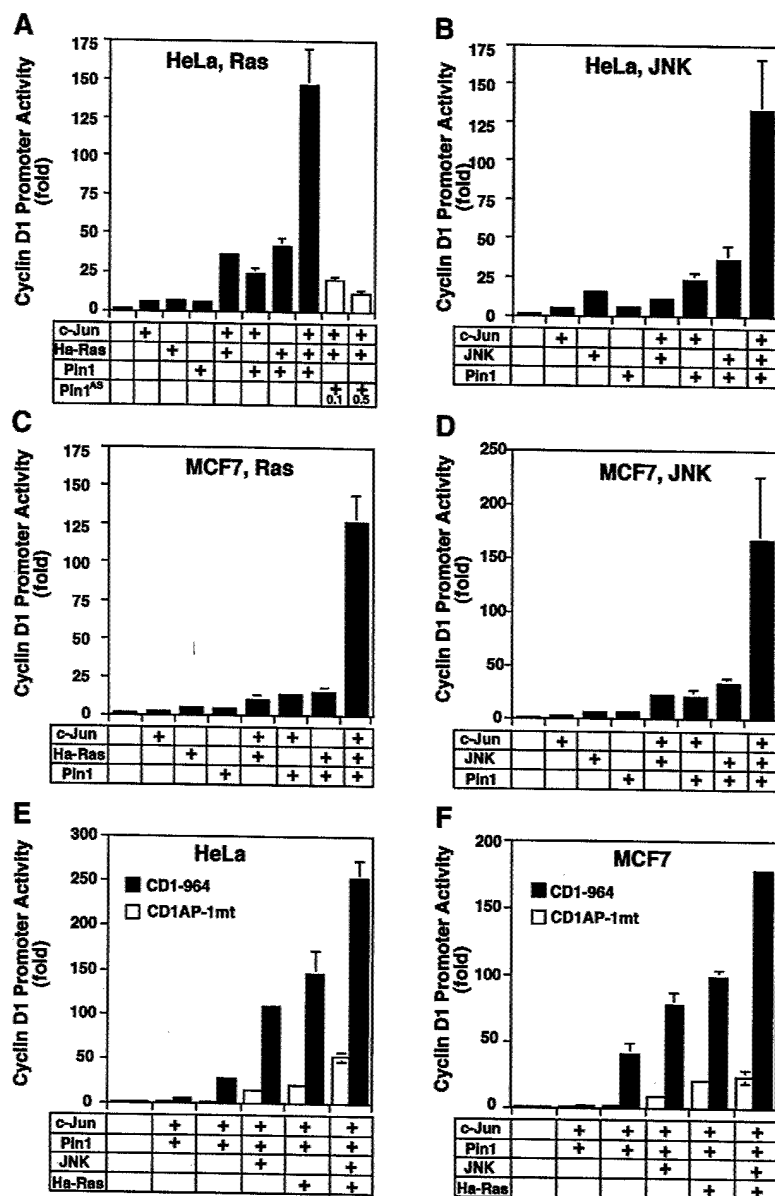 A
HeLa, Ras
Cyclin D1 Promoter Activity
(fold)
175
150
125
100
75
50
25
0
c-Jun + + + + + +
Ha-Ras + + + + + +
Pin1 + + + +
Pin1AS + +
0.1 0.5
B
HeLa, JNK
Cyclin D1 Promoter Activity
(fold)
175
150
125
100
75
50
25
0
c-Jun + + + +
JNK + + + +
Pin1 + + + +
C
MCF7, Ras
Cyclin D1 Promoter Activity
(fold)
175
150
125
100
75
50
25
0
c-Jun + + + +
Ha-Ras + + + +
Pin1 + + + +
D
MCF7, JNK
Cyclin D1 Promoter Activity
(fold)
250
200
150
100
50
0
c-Jun + + + +
JNK + + + +
Pin1 + + + +
E
HeLa
CD1-964
CD1AP-1mt
Cyclin D1 Promoter Activity
(fold)
300
250
200
150
100
50
0
c-Jun + + + + +
Pin1 + + + + +
JNK + +
Ha-Ras + +
F
MCF7
CD1-964
CD1AP-1mt
Cyclin D1 Promoter Activity
(fold)
200
150
100
50
0
c-Jun + + + + +
Pin1 + + + + +
JNK + +
Ha-Ras + +